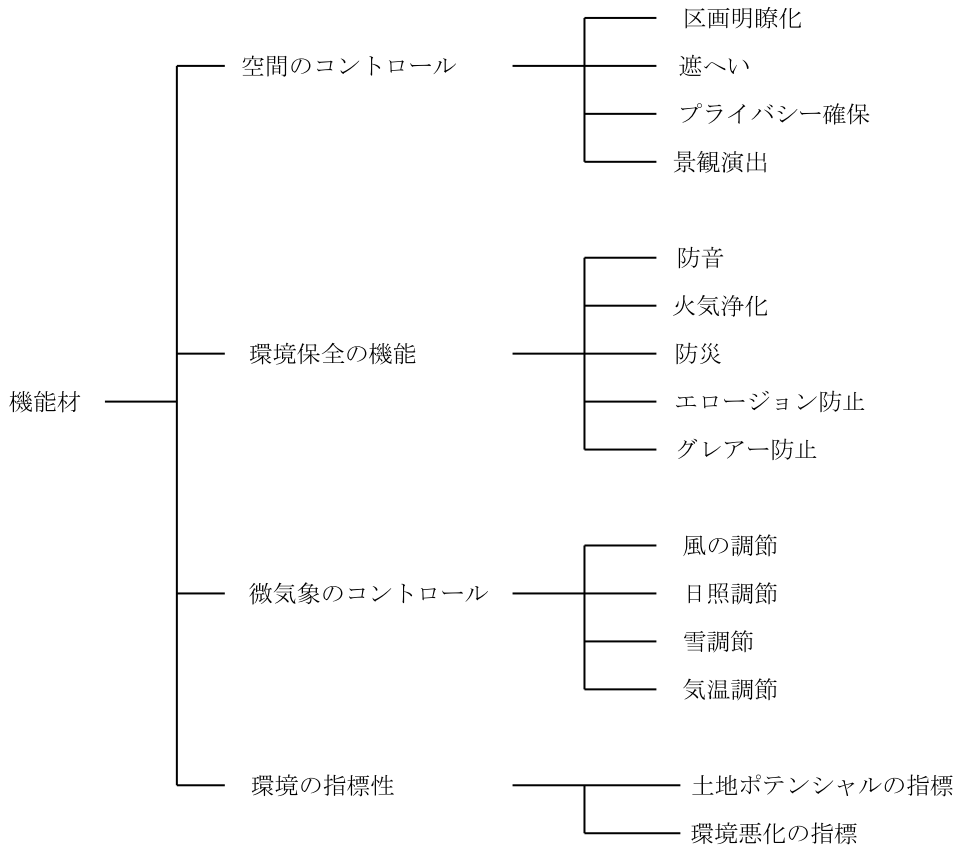 機能材
空間のコントロール
区画明瞭化
遮へい
プライバシー確保
景観演出
環境保全の機能
防音
火気浄化
防災
エロージョン防止
グレアー防止
微気象のコントロール
風の調節
日照調節
雪調節
気温調節
環境の指標性
土地ポテンシャルの指標
環境悪化の指標